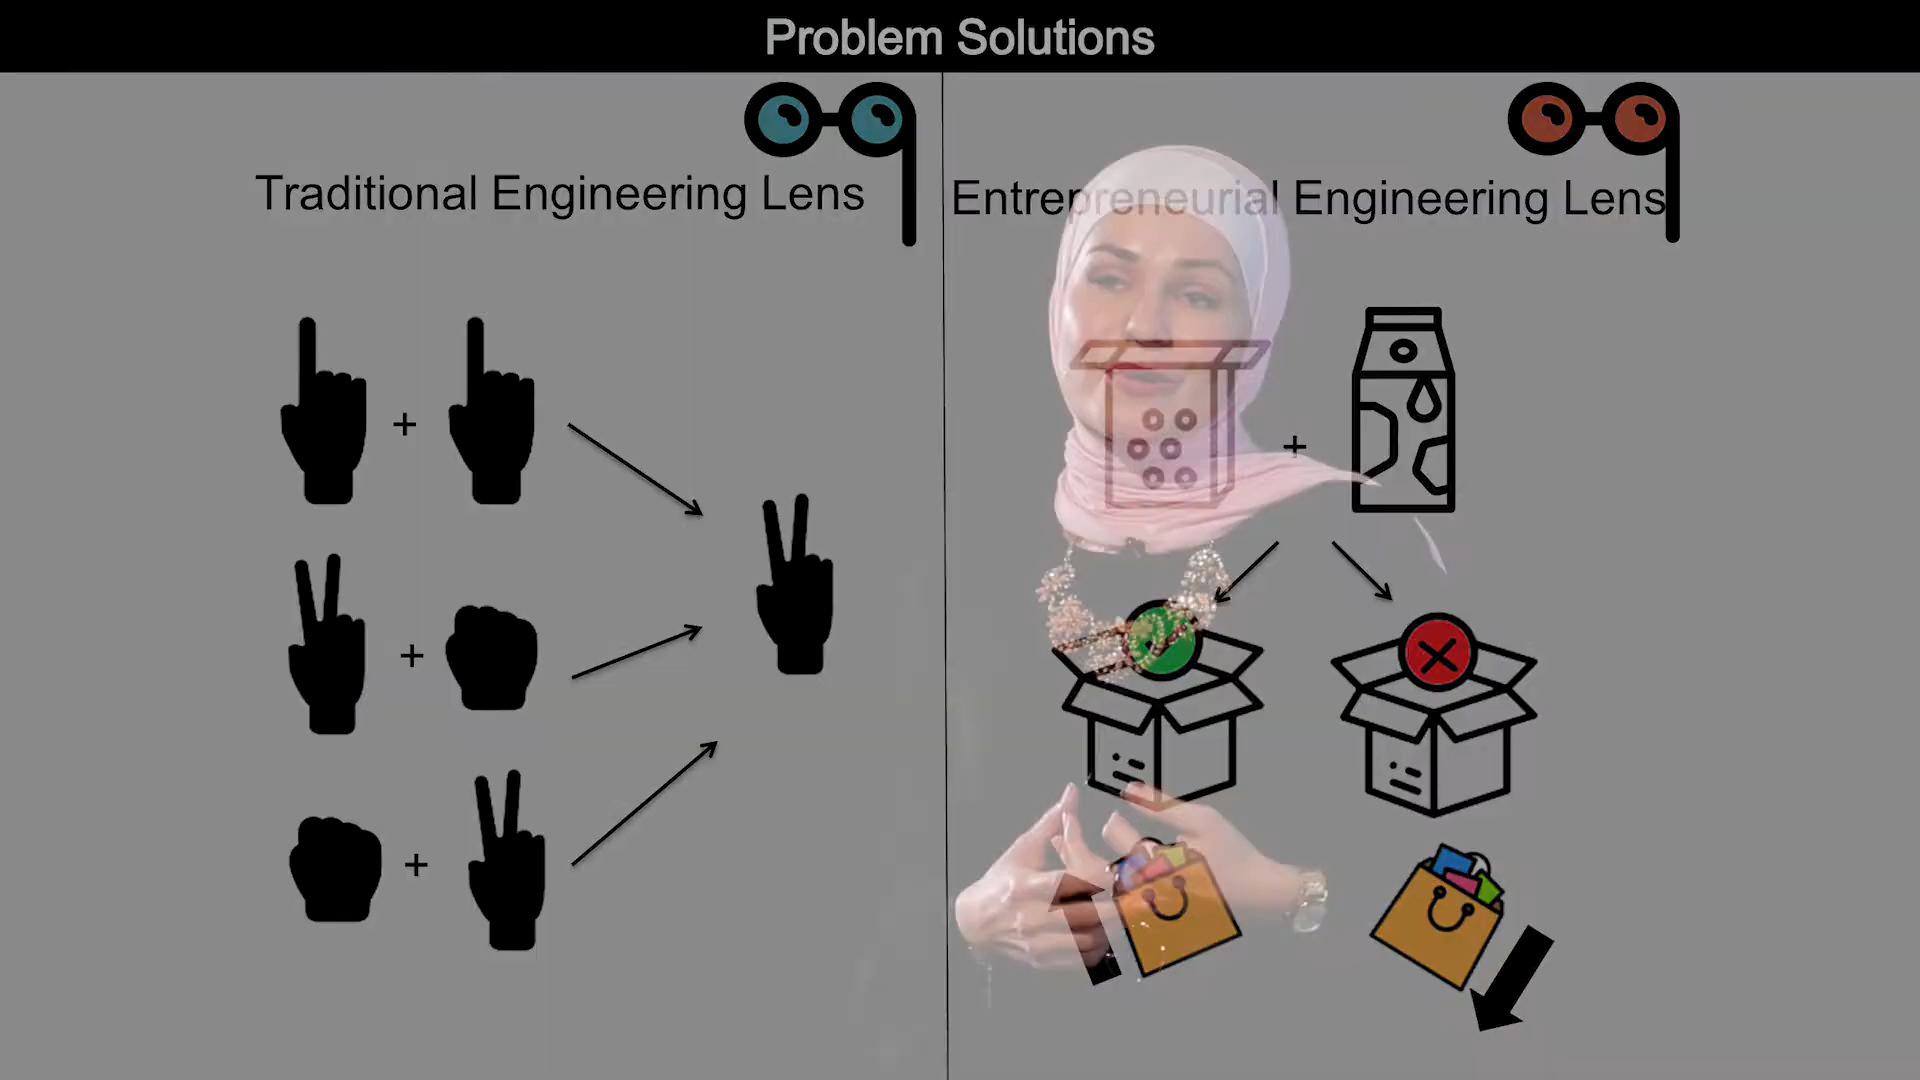 Problem Solutions
Traditional Engineering Lens
Entrepreneurial Engineering Lens
+
+
+
+